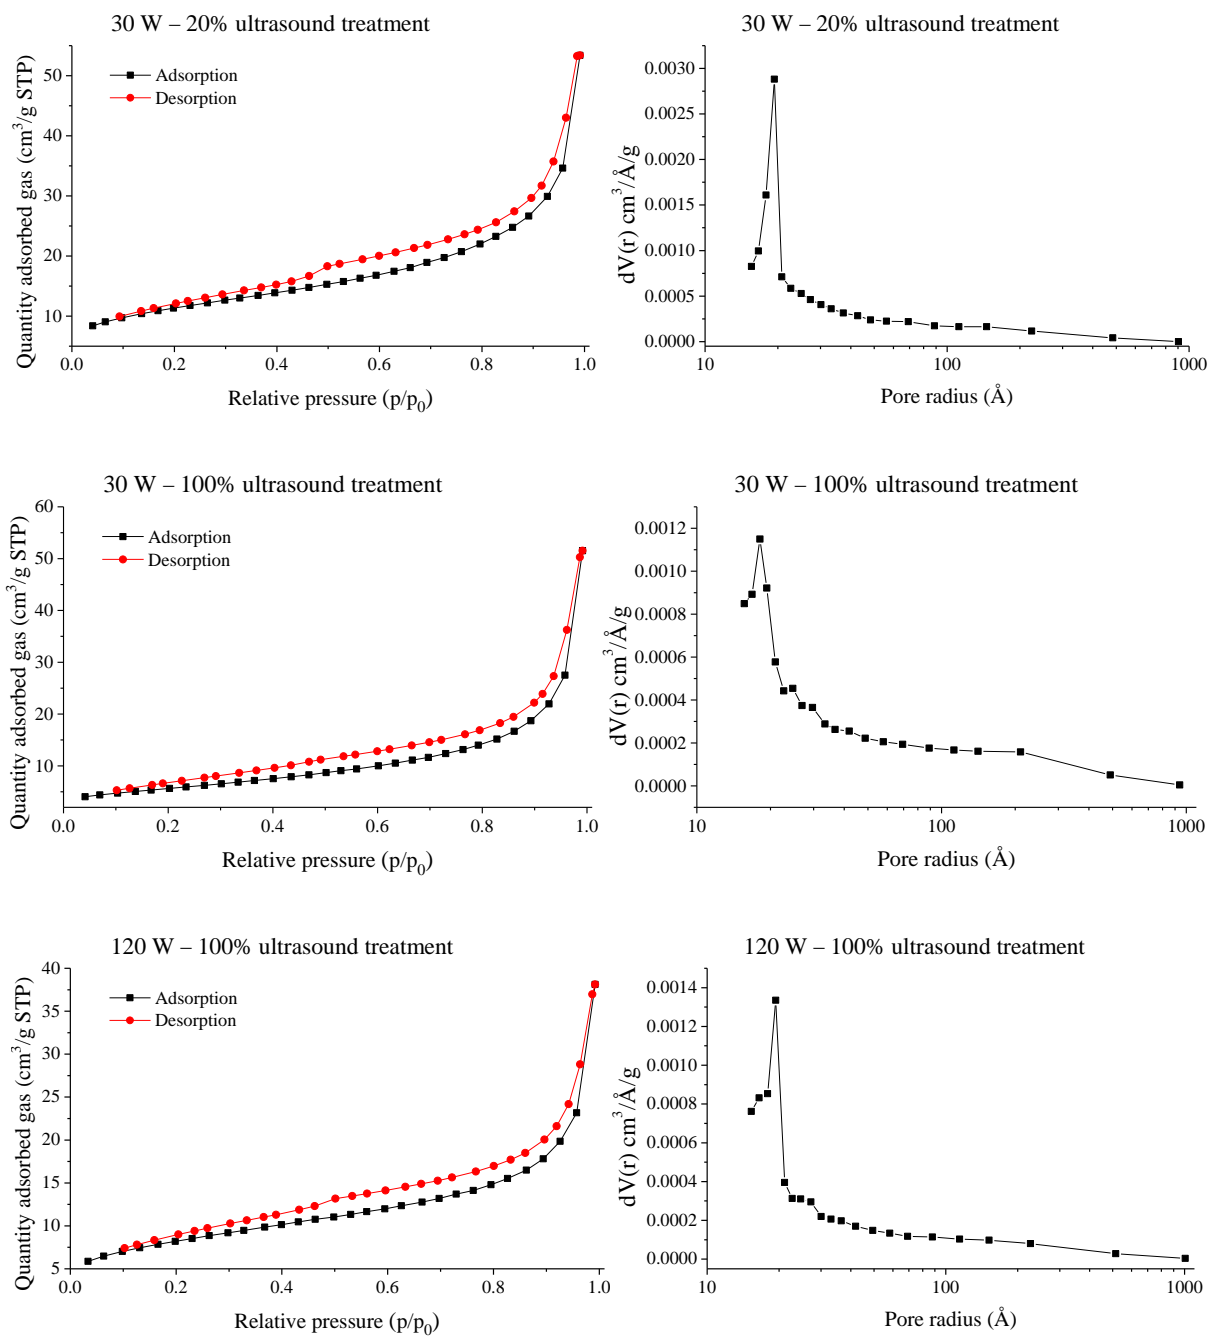 30 W – 20% ultrasound treatment
Quantity adsorbed gas (cm³/g STP)
Adsorption
Desorption
50
40
30
20
10
0.0 0.2 0.4 0.6 0.8 1.0
Relative pressure (p/p₀)
30 W – 20% ultrasound treatment
dV(r) cm³/Å/g
0.0030
0.0025
0.0020
0.0015
0.0010
0.0005
0.0000
10 100 1000
Pore radius (Å)
30 W – 100% ultrasound treatment
Quantity adsorbed gas (cm³/g STP)
Adsorption
Desorption
60
50
40
30
20
10
0.0 0.2 0.4 0.6 0.8 1.0
Relative pressure (p/p₀)
30 W – 100% ultrasound treatment
dV(r) cm³/Å/g
0.0012
0.0010
0.0008
0.0006
0.0004
0.0002
0.0000
10 100 1000
Pore radius (Å)
120 W – 100% ultrasound treatment
Quantity adsorbed gas (cm³/g STP)
Adsorption
Desorption
40
35
30
25
20
15
10
5
0.0 0.2 0.4 0.6 0.8 1.0
Relative pressure (p/p₀)
120 W – 100% ultrasound treatment
dV(r) cm³/Å/g
0.0014
0.0012
0.0010
0.0008
0.0006
0.0004
0.0002
0.0000
10 100 1000
Pore radius (Å)